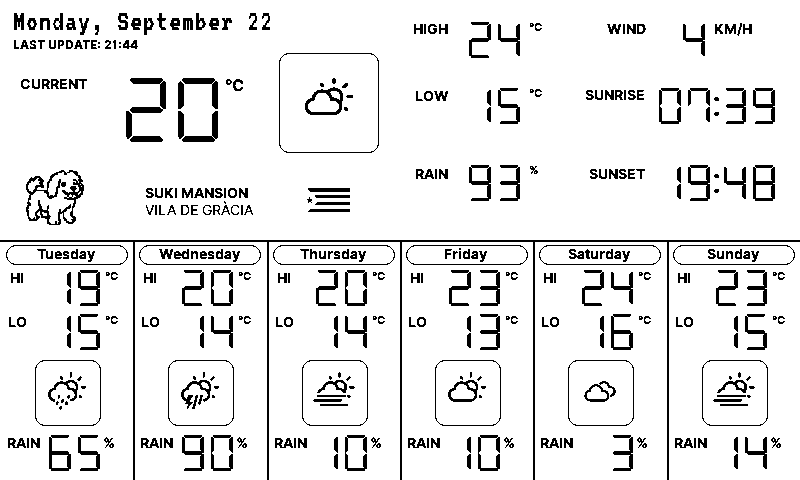 Monday, September 22
LAST UPDATE: 21:44
CURRENT 20 °C
HIGH 24 °C
LOW 15 °C
RAIN 93 %
WIND 4 KM/H
SUNRISE 07:39
SUNSET 19:48
SUKI MANSION
VILA DE GRÀCIA
Tuesday
HI 19 °C
LO 15 °C
RAIN 65 %
Wednesday
HI 20 °C
LO 14 °C
RAIN 90 %
Thursday
HI 20 °C
LO 14 °C
RAIN 10 %
Friday
HI 23 °C
LO 13 °C
RAIN 10 %
Saturday
HI 24 °C
LO 16 °C
RAIN 3 %
Sunday
HI 23 °C
LO 15 °C
RAIN 14 %